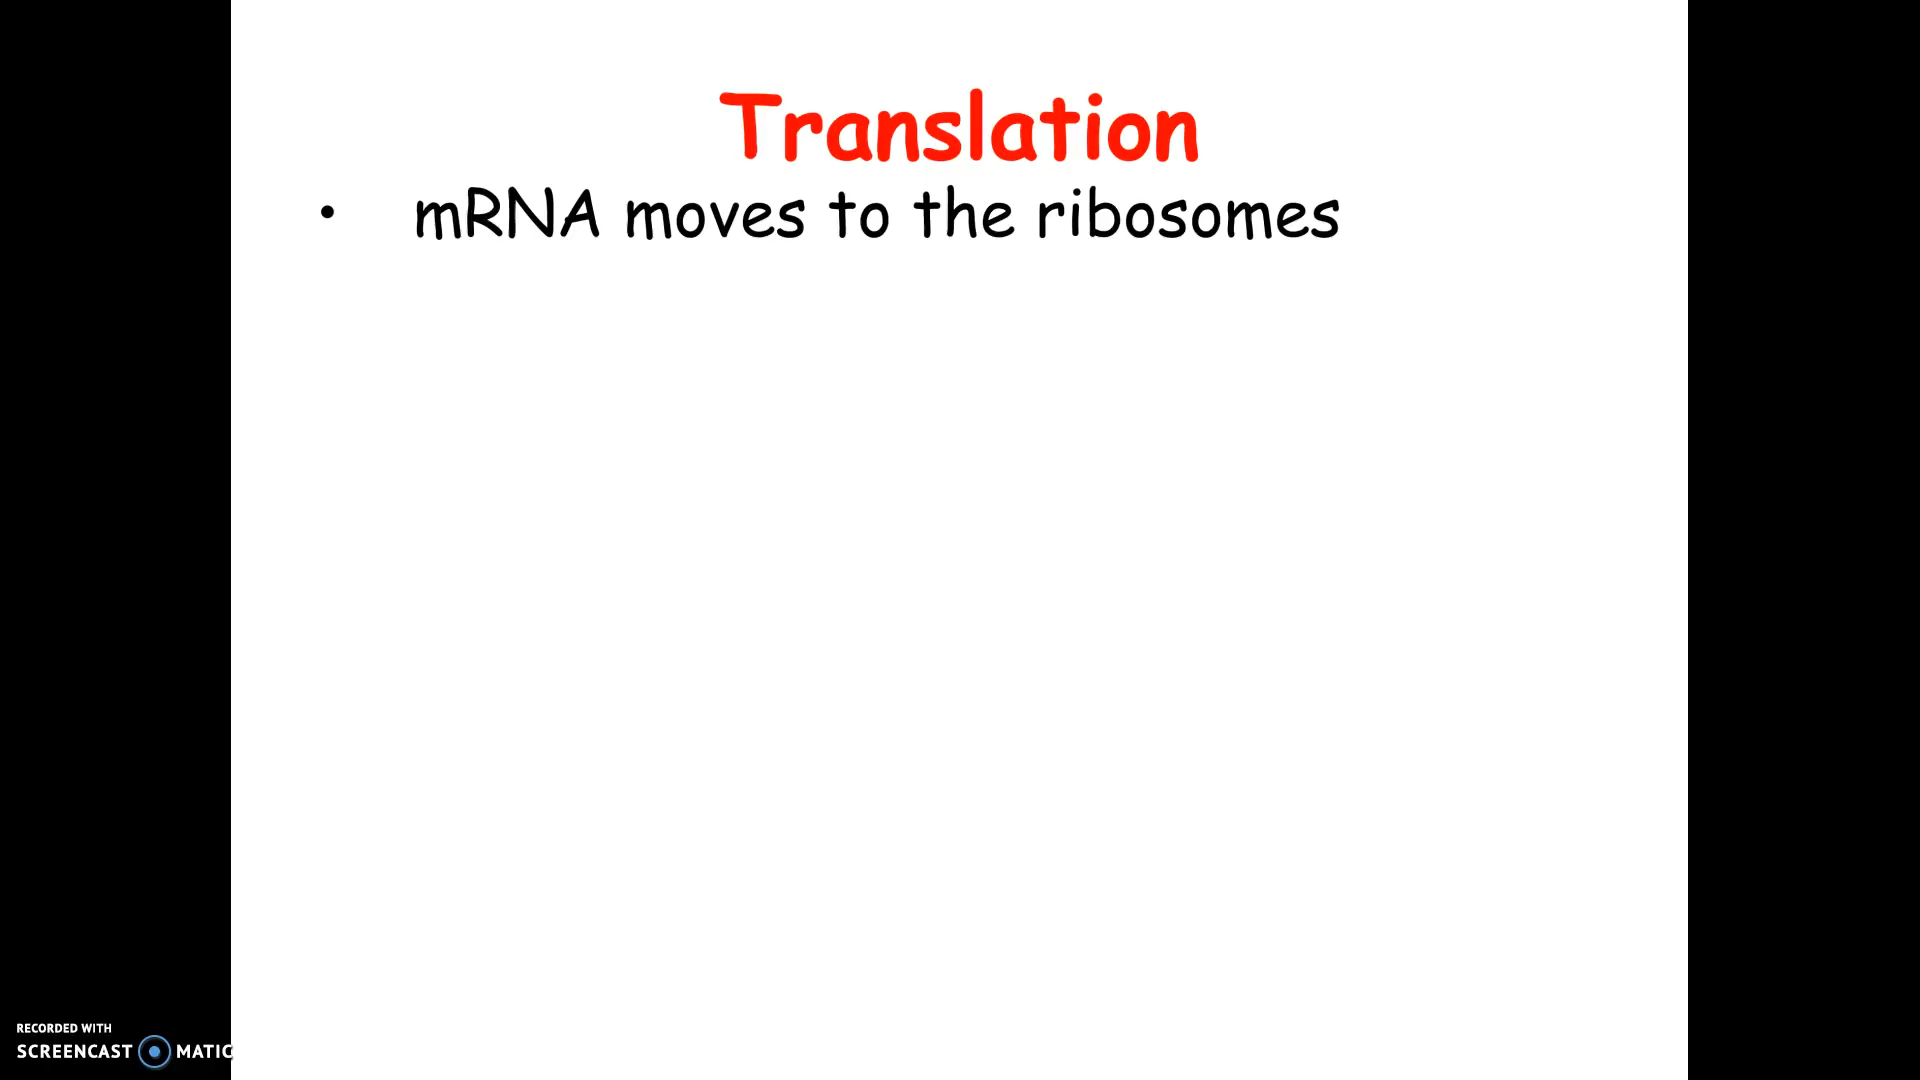 Translation
• mRNA moves to the ribosomes
RECORDED WITH
SCREENCAST MATIC